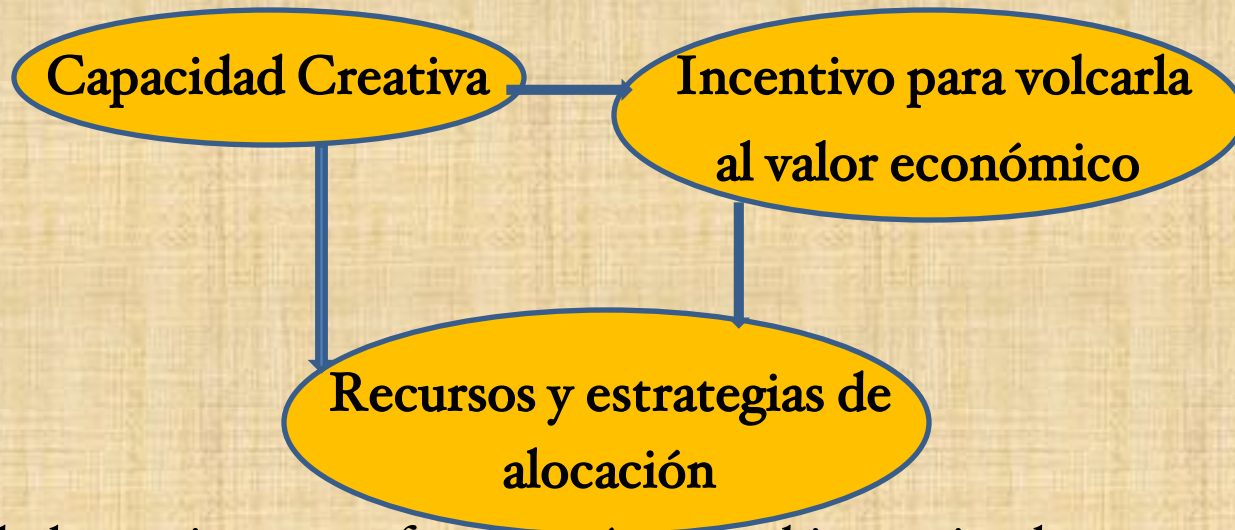 Capacidad Creativa
Incentivo para volcarla
al valor económico
Recursos y estrategias de
alocación